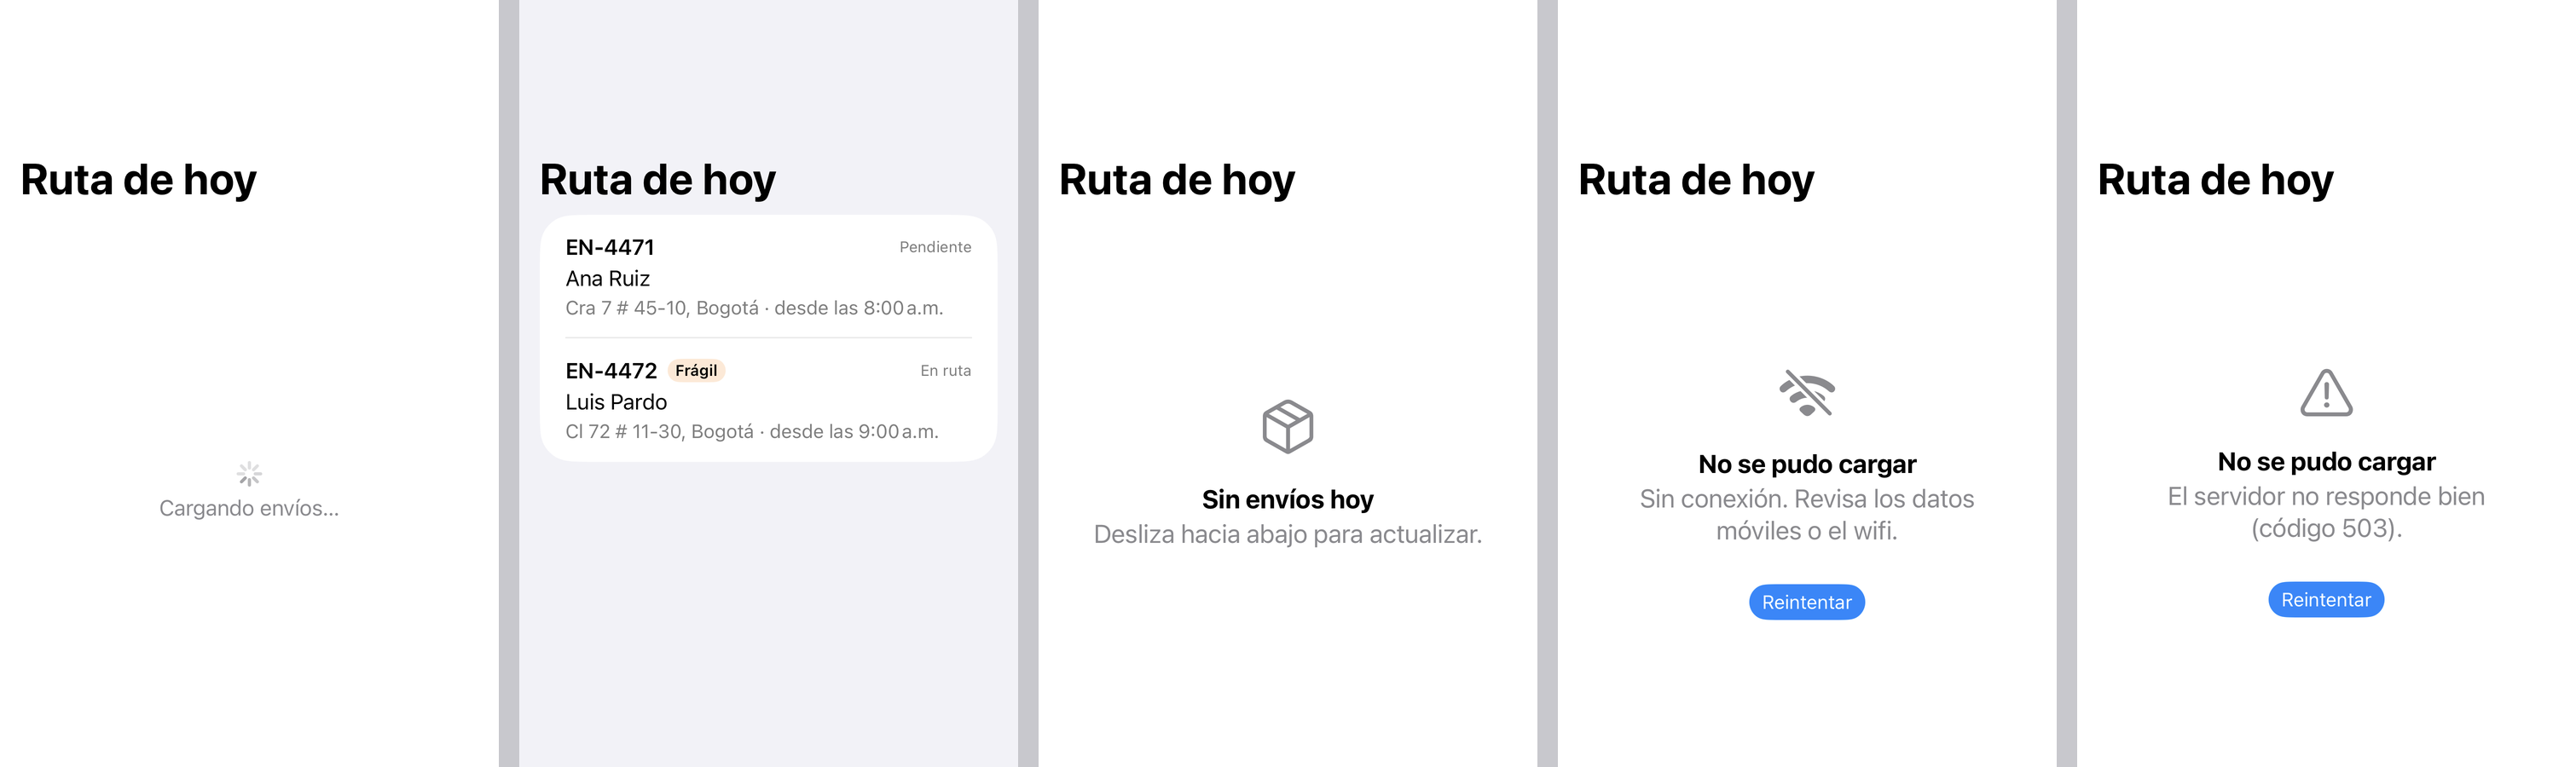 Ruta de hoy
Cargando envíos...
Ruta de hoy
EN-4471
Pendiente
Ana Ruiz
Cra 7 # 45-10, Bogotá · desde las 8:00 a.m.
EN-4472
Frágil
En ruta
Luis Pardo
Cl 72 # 11-30, Bogotá · desde las 9:00 a.m.
Ruta de hoy
Sin envíos hoy
Desliza hacia abajo para actualizar.
Ruta de hoy
No se pudo cargar
Sin conexión. Revisa los datos
móviles o el wifi.
Reintentar
Ruta de hoy
No se pudo cargar
El servidor no responde bien
(código 503).
Reintentar